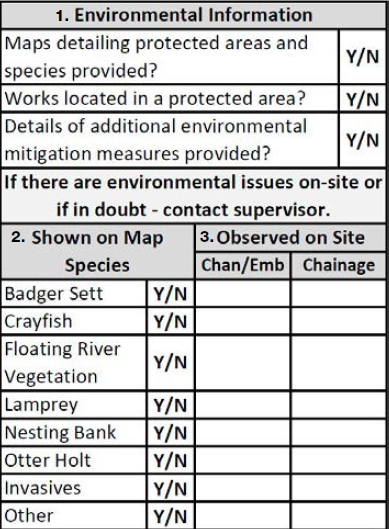 1. Environmental Information
Maps detailing protected areas and
species provided?
Y/N
Works located in a protected area? Y/N
Details of additional environmental
mitigation measures provided?
Y/N
If there are environmental issues on-site or
if in doubt - contact supervisor.
2. Shown on Map
3. Observed on Site
Species
Chan/Emb Chainage
Badger Sett Y/N
Crayfish Y/N
Floating River
Vegetation
Y/N
Lamprey Y/N
Nesting Bank Y/N
Otter Holt Y/N
Invasives Y/N
Other Y/N